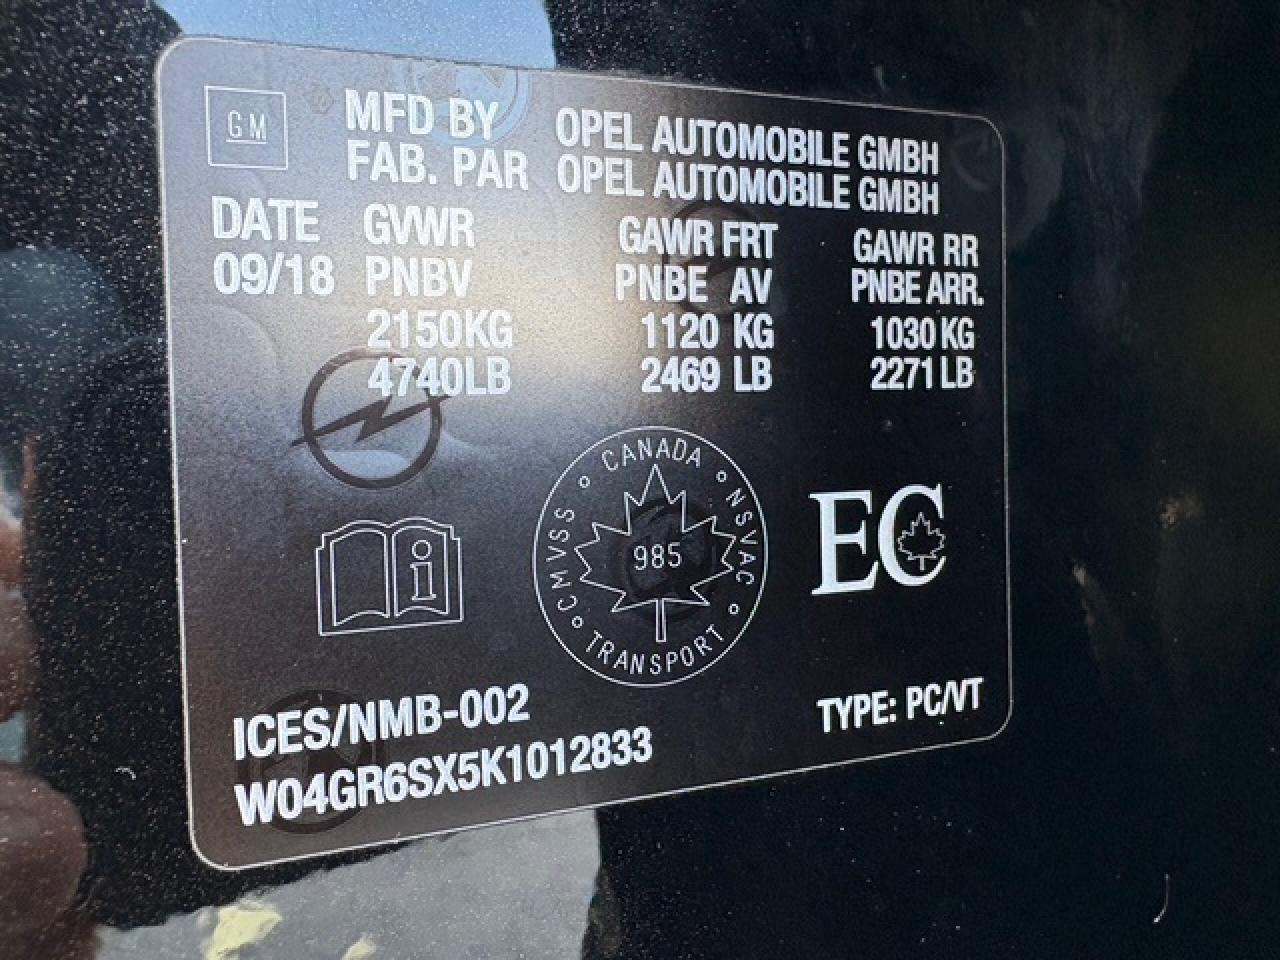 GM
MFD BY OPEL AUTOMOBILE GMBH
FAB. PAR OPEL AUTOMOBILE GMBH
DATE GVWR GAWR FRT GAWR RR
09/18 PNBV PNBE AV PNBE ARR.
2150KG 1120 KG 1030 KG
4740LB 2469 LB 2271 LB
CANADA
CMVSS
NSVAC
985
TRANSPORT
EC
i
ICES/NMB-002
TYPE: PC/VT
W04GR6SX5K1012833